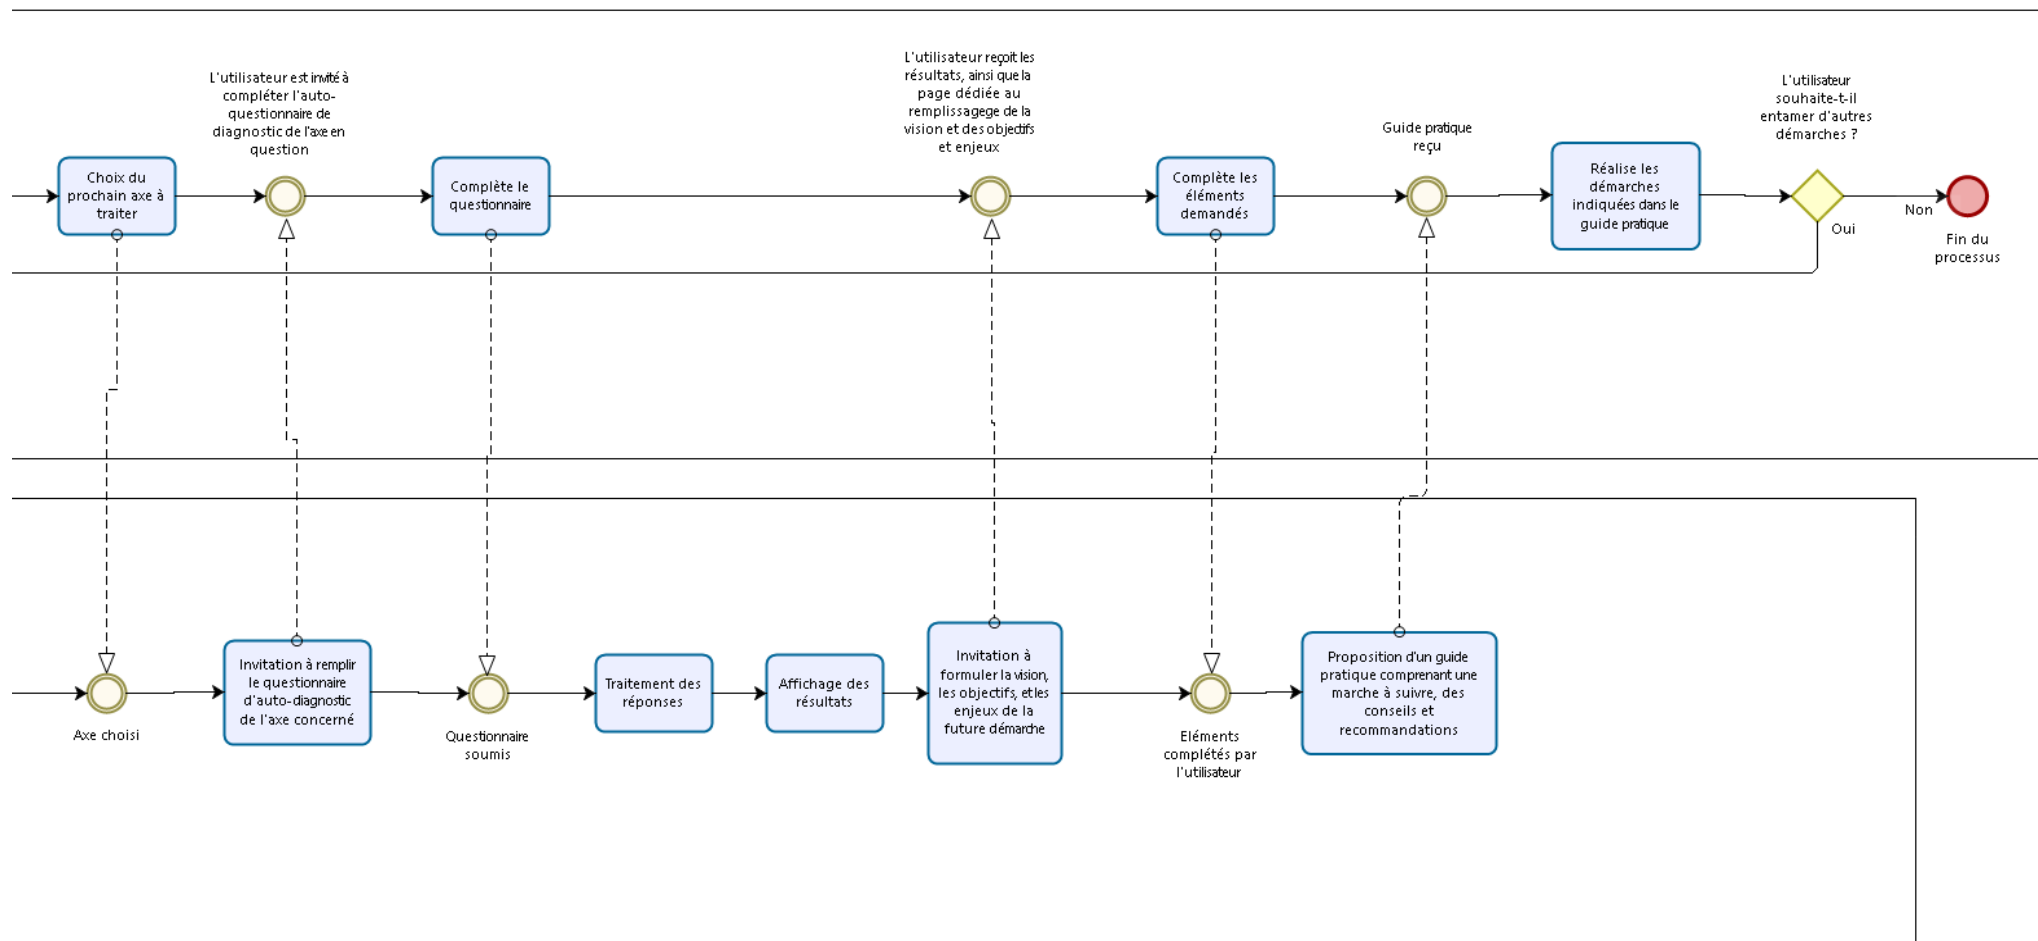 L'utilisateur est invité à
compléter l'auto-
questionnaire de
diagnostic de l'axe en
question
L'utilisateur reçoit les
résultats, ainsi que la
page dédiée au
remplissagege de la
vision et des objectifs
et enjeux
Guide pratique
reçu
L'utilisateur
souhaite-t-il
entamer d'autres
démarches ?
Choix du
prochain axe à
traiter
Complète le
questionnaire
Complète les
éléments
demandés
Réalise les
démarches
indiquées dans le
guide pratique
Non
Oui
Fin du
processus
Axe choisi
Invitation à remplir
le questionnaire
d'auto-diagnostic
de l'axe concerné
Questionnaire
soumis
Traitement des
réponses
Affichage des
résultats
Invitation à
formuler la vision,
les objectifs, et les
enjeux de la
future démarche
Eléments
complétés par
l'utilisateur
Proposition d'un guide
pratique comprenant une
marche à suivre, des
conseils et
recommandations